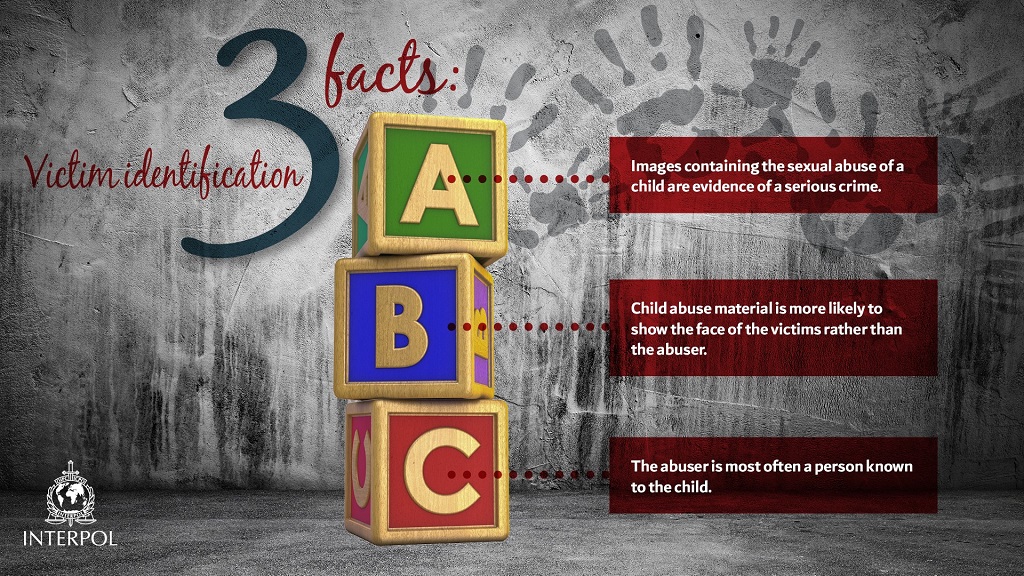 3 facts:
Victim identification
A
Images containing the sexual abuse of a
child are evidence of a serious crime.
B
Child abuse material is more likely to
show the face of the victims rather than
the abuser.
C
The abuser is most often a person known
to the child.
INTERPOL